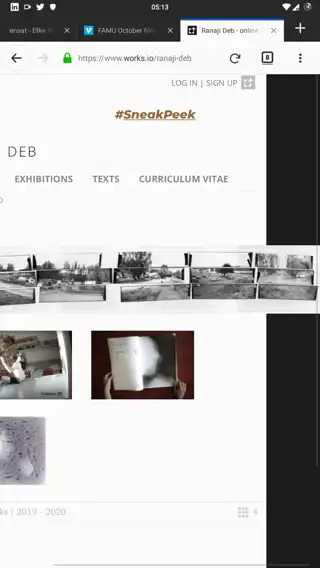 05:13
ensat - Efke
FAMU October film
Ranaji Deb - online
https://www.works.io/ranaji-deb
8
LOG IN | SIGN UP
#SneakPeek
DEB
EXHIBITIONS TEXTS CURRICULUM VITAE
ks | 2019 - 2020
4